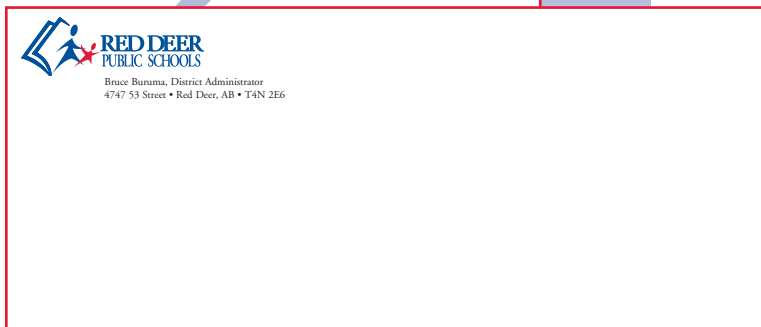 RED DEER
PUBLIC SCHOOLS
Bruce Buruma, District Administrator
4747 53 Street • Red Deer, AB • T4N 2E6